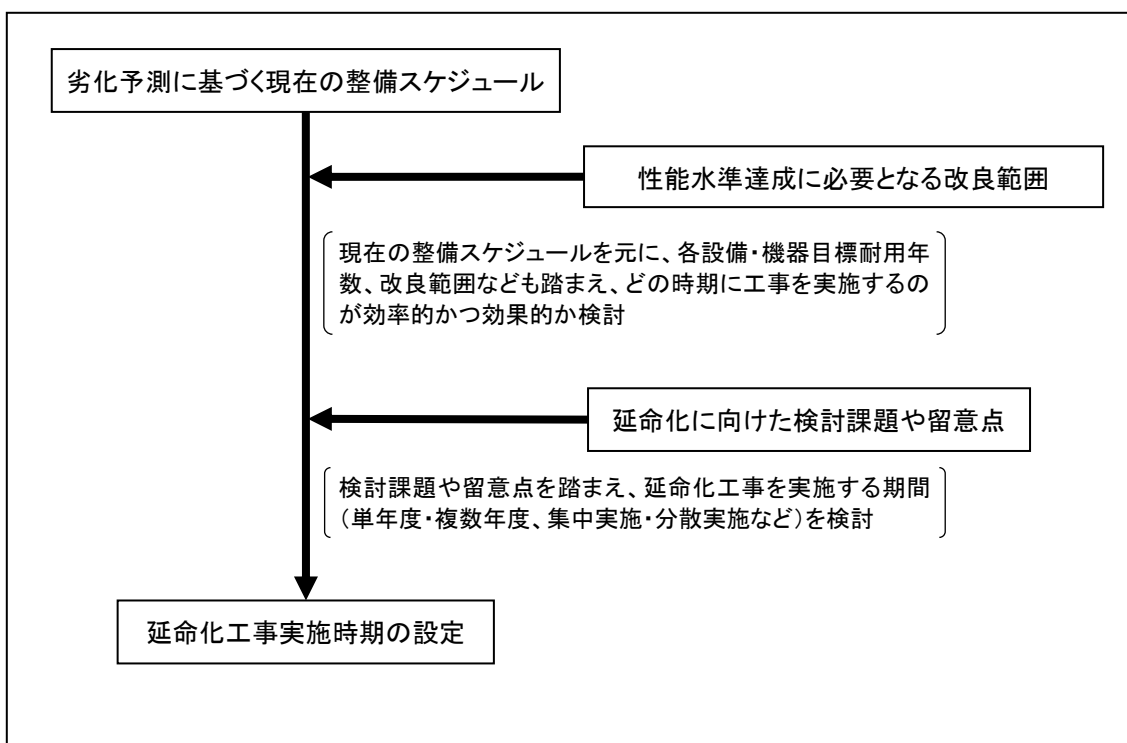 劣化予測に基づく現在の整備スケジュール
性能水準達成に必要となる改良範囲
現在の整備スケジュールを元に、各設備・機器目標耐用年
数、改良範囲なども踏まえ、どの時期に工事を実施するの
が効率的かつ効果的か検討
延命化に向けた検討課題や留意点
検討課題や留意点を踏まえ、延命化工事を実施する期間
（単年度・複数年度、集中実施・分散実施など）を検討
延命化工事実施時期の設定